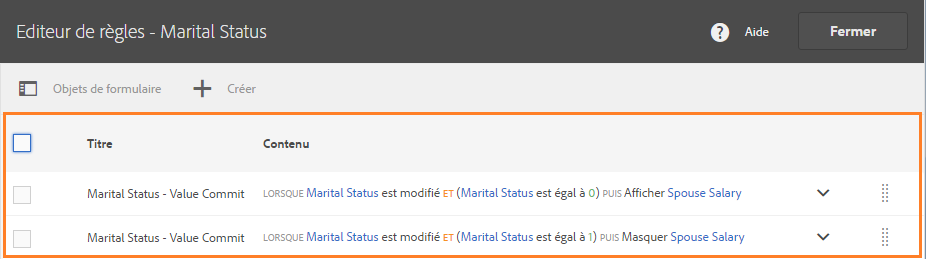 Editeur de règles - Marital Status
? Aide
Fermer
Objets de formulaire
Créer
Titre Contenu
Marital Status - Value Commit LORSQUE Marital Status est modifié ET (Marital Status est égal à 0) PUIS Afficher Spouse Salary
Marital Status - Value Commit LORSQUE Marital Status est modifié ET (Marital Status est égal à 1) PUIS Masquer Spouse Salary